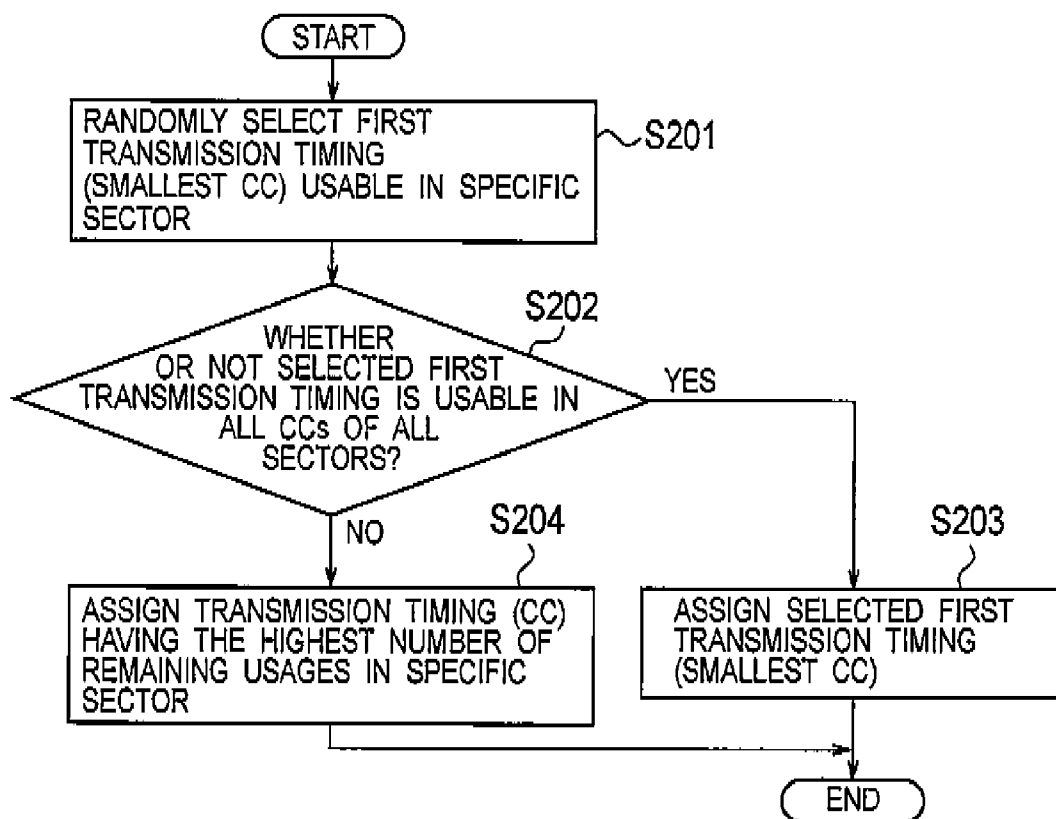 START
RANDOMLY SELECT FIRST
TRANSMISSION TIMING
(SMALLEST CC) USABLE IN SPECIFIC
SECTOR
S201
S202
WHETHER
OR NOT SELECTED FIRST
TRANSMISSION TIMING IS USABLE IN
ALL CCs OF ALL
SECTORS?
YES
NO
S204
ASSIGN TRANSMISSION TIMING (CC)
HAVING THE HIGHEST NUMBER OF
REMAINING USAGES IN SPECIFIC
SECTOR
S203
ASSIGN SELECTED FIRST
TRANSMISSION TIMING
(SMALLEST CC)
END